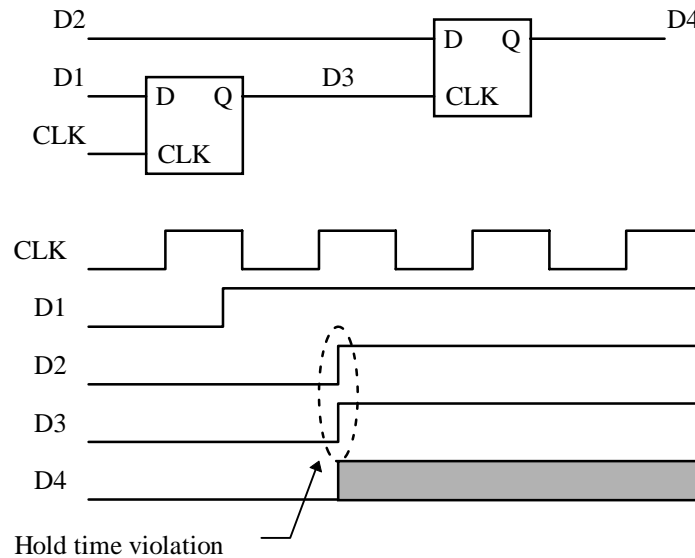 D2 D4
D Q
D1 D3
D Q CLK
CLK
CLK
CLK
D1
D2
D3
D4
Hold time violation